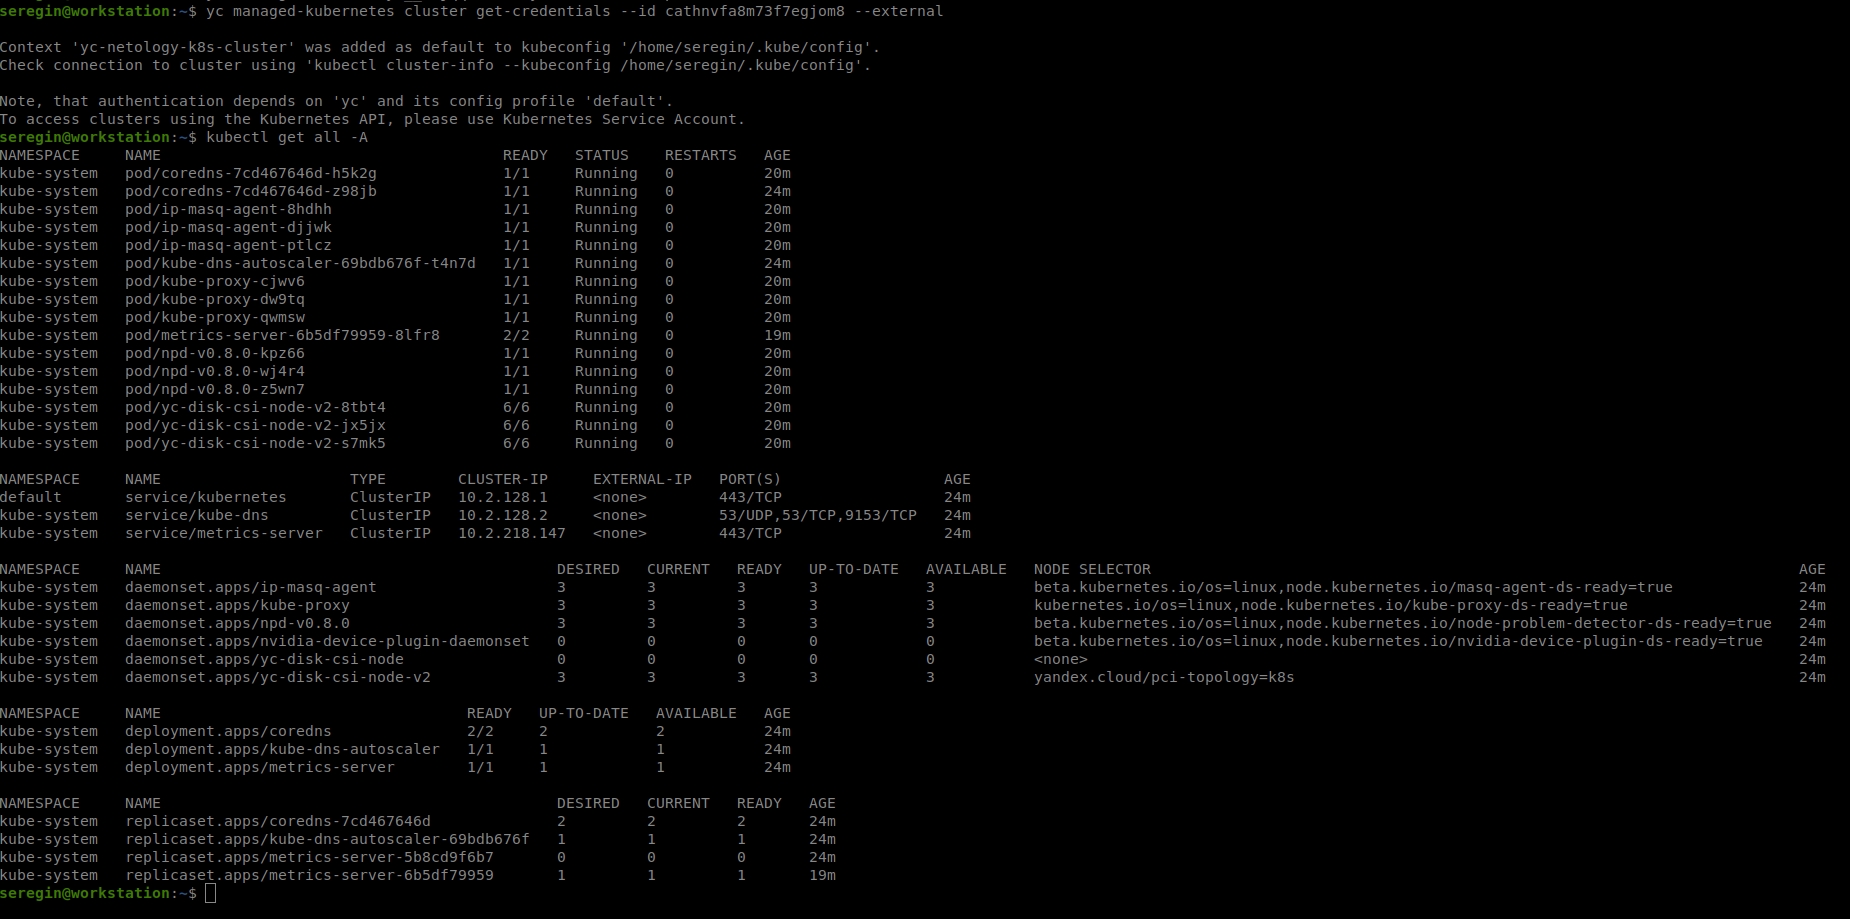 seregin@workstation:~$ yc managed-kubernetes cluster get-credentials --id cathnvfa8m73f7egjom8 --external
Context 'yc-netology-k8s-cluster' was added as default to kubeconfig '/home/seregin/.kube/config'.
Check connection to cluster using 'kubectl cluster-info --kubeconfig /home/seregin/.kube/config'.
Note, that authentication depends on 'yc' and its config profile 'default'.
To access clusters using the Kubernetes API, please use Kubernetes Service Account.
seregin@workstation:~$ kubectl get all -A
NAMESPACE NAME READY STATUS RESTARTS AGE
kube-system pod/coredns-7cd467646d-h5k2g 1/1 Running 0 20m
kube-system pod/coredns-7cd467646d-z98jb 1/1 Running 0 24m
kube-system pod/ip-masq-agent-8hdhh 1/1 Running 0 20m
kube-system pod/ip-masq-agent-djjwk 1/1 Running 0 20m
kube-system pod/ip-masq-agent-ptlcz 1/1 Running 0 20m
kube-system pod/kube-dns-autoscaler-69bdb676f-t4n7d 1/1 Running 0 24m
kube-system pod/kube-proxy-cjwv6 1/1 Running 0 20m
kube-system pod/kube-proxy-dw9tq 1/1 Running 0 20m
kube-system pod/kube-proxy-qwmsw 1/1 Running 0 20m
kube-system pod/metrics-server-6b5df79959-8lfr8 2/2 Running 0 19m
kube-system pod/npd-v0.8.0-kpz66 1/1 Running 0 20m
kube-system pod/npd-v0.8.0-wj4r4 1/1 Running 0 20m
kube-system pod/npd-v0.8.0-z5wn7 1/1 Running 0 20m
kube-system pod/yc-disk-csi-node-v2-8tbt4 6/6 Running 0 20m
kube-system pod/yc-disk-csi-node-v2-jx5jx 6/6 Running 0 20m
kube-system pod/yc-disk-csi-node-v2-s7mk5 6/6 Running 0 20m
NAMESPACE NAME TYPE CLUSTER-IP EXTERNAL-IP PORT(S) AGE
default service/kubernetes ClusterIP 10.2.128.1 <none> 443/TCP 24m
kube-system service/kube-dns ClusterIP 10.2.128.2 <none> 53/UDP,53/TCP,9153/TCP 24m
kube-system service/metrics-server ClusterIP 10.2.218.147 <none> 443/TCP 24m
NAMESPACE NAME DESIRED CURRENT READY UP-TO-DATE AVAILABLE NODE SELECTOR AGE
kube-system daemonset.apps/ip-masq-agent 3 3 3 3 3 beta.kubernetes.io/os=linux,node.kubernetes.io/masq-agent-ds-ready=true 24m
kube-system daemonset.apps/kube-proxy 3 3 3 3 3 kubernetes.io/os=linux,node.kubernetes.io/kube-proxy-ds-ready=true 24m
kube-system daemonset.apps/npd-v0.8.0 3 3 3 3 3 beta.kubernetes.io/os=linux,node.kubernetes.io/node-problem-detector-ds-ready=true 24m
kube-system daemonset.apps/nvidia-device-plugin-daemonset 0 0 0 0 0 beta.kubernetes.io/os=linux,node.kubernetes.io/nvidia-device-plugin-ds-ready=true 24m
kube-system daemonset.apps/yc-disk-csi-node 0 0 0 0 0 <none> 24m
kube-system daemonset.apps/yc-disk-csi-node-v2 3 3 3 3 3 yandex.cloud/pci-topology=k8s 24m
NAMESPACE NAME READY UP-TO-DATE AVAILABLE AGE
kube-system deployment.apps/coredns 2/2 2 2 24m
kube-system deployment.apps/kube-dns-autoscaler 1/1 1 1 24m
kube-system deployment.apps/metrics-server 1/1 1 1 24m
NAMESPACE NAME DESIRED CURRENT READY AGE
kube-system replicaset.apps/coredns-7cd467646d 2 2 2 24m
kube-system replicaset.apps/kube-dns-autoscaler-69bdb676f 1 1 1 24m
kube-system replicaset.apps/metrics-server-5b8cd9f6b7 0 0 0 24m
kube-system replicaset.apps/metrics-server-6b5df79959 1 1 1 19m
seregin@workstation:~$